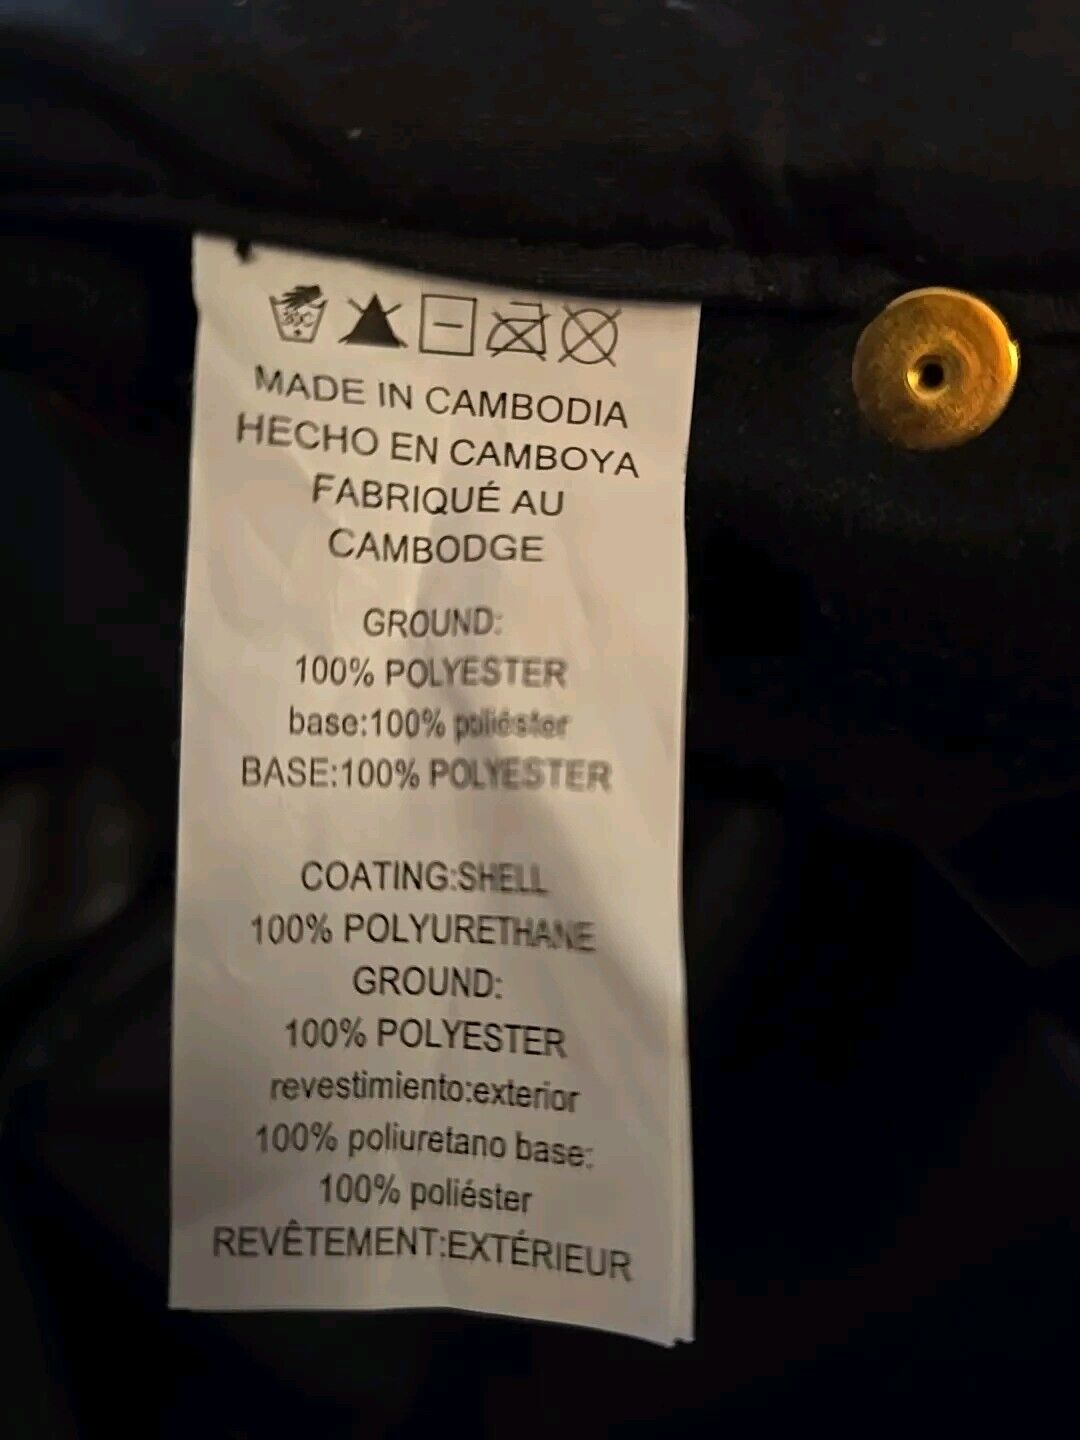 30C
MADE IN CAMBODIA
HECHO EN CAMBOYA
FABRIQUÉ AU
CAMBODGE
GROUND:
100% POLYESTER
base:100% poliéster
BASE:100% POLYESTER
COATING:SHELL
100% POLYURETHANE
GROUND:
100% POLYESTER
revestimiento:exterior
100% poliuretano base:
100% poliéster
REVÊTEMENT:EXTÉRIEUR